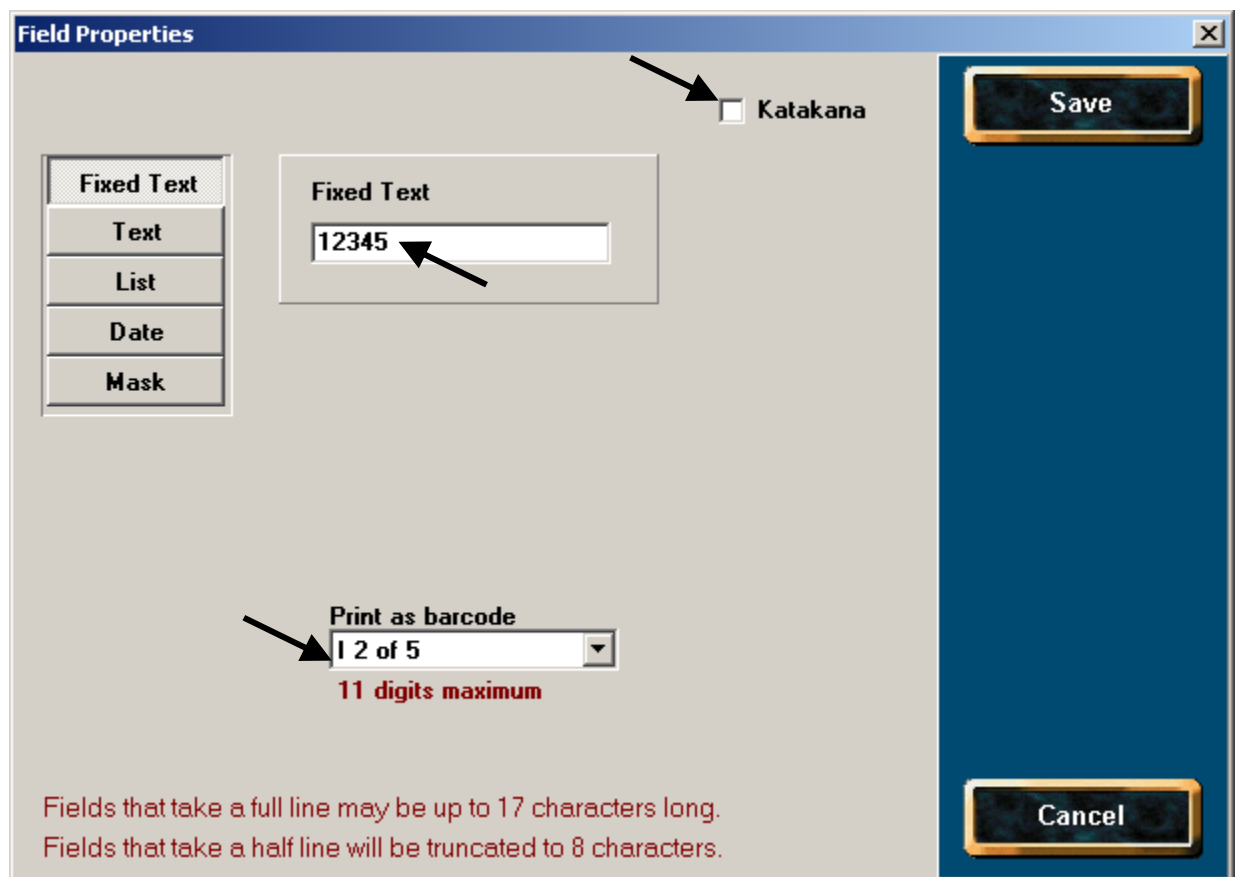 Field Properties
Katakana
Save
Fixed Text
Text
List
Date
Mask
Fixed Text
12345
Print as barcode
I 2 of 5
11 digits maximum
Fields that take a full line may be up to 17 characters long.
Fields that take a half line will be truncated to 8 characters.
Cancel